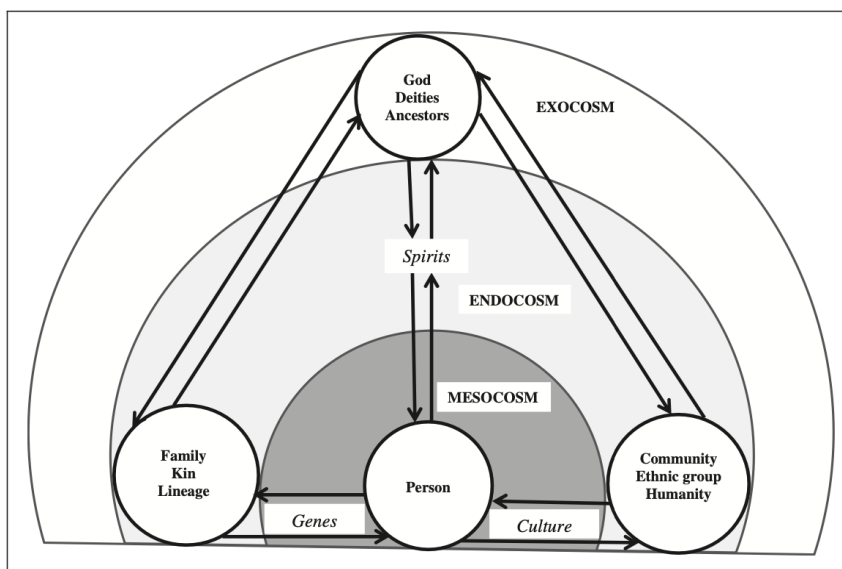 God
Deities
Ancestors
EXOCOSM
Spirits
ENDOCOSM
MESOCOSM
Family
Kin
Lineage
Person
Community
Ethnic group
Humanity
Genes
Culture